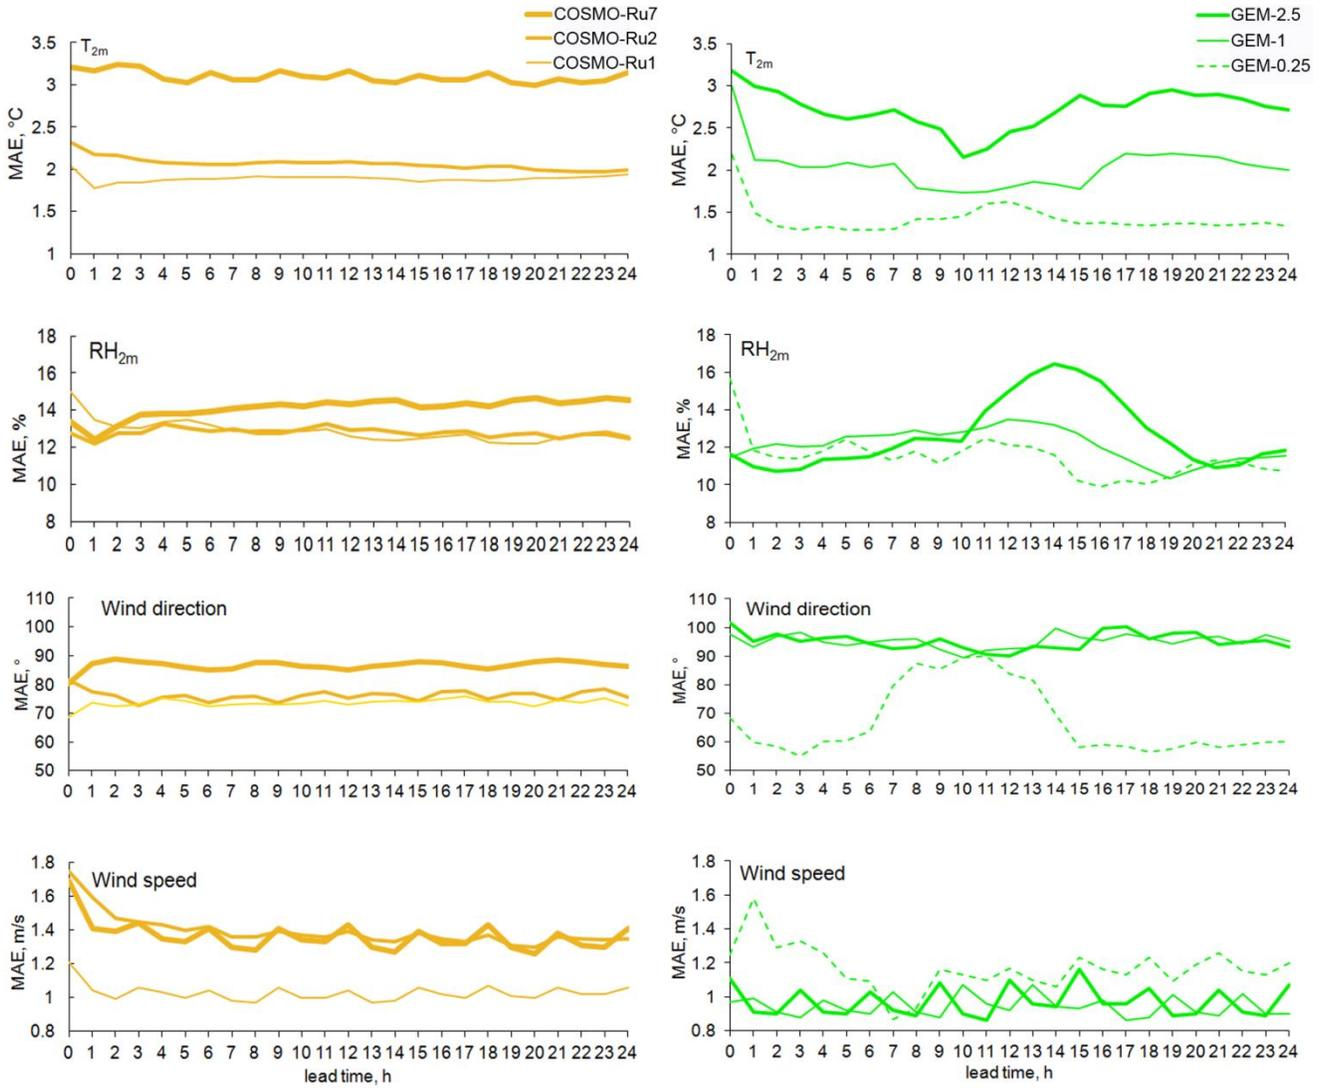 COSMO-Ru7
COSMO-Ru2
COSMO-Ru1
T2m
MAE, °C
3.5
3
2.5
2
1.5
1
0 1 2 3 4 5 6 7 8 9 10 11 12 13 14 15 16 17 18 19 20 21 22 23 24
GEM-2.5
GEM-1
GEM-0.25
T2m
MAE, °C
3.5
3
2.5
2
1.5
1
0 1 2 3 4 5 6 7 8 9 10 11 12 13 14 15 16 17 18 19 20 21 22 23 24
RH2m
MAE, %
18
16
14
12
10
8
0 1 2 3 4 5 6 7 8 9 10 11 12 13 14 15 16 17 18 19 20 21 22 23 24
RH2m
MAE, %
18
16
14
12
10
8
0 1 2 3 4 5 6 7 8 9 10 11 12 13 14 15 16 17 18 19 20 21 22 23 24
Wind direction
MAE, °
110
100
90
80
70
60
50
0 1 2 3 4 5 6 7 8 9 10 11 12 13 14 15 16 17 18 19 20 21 22 23 24
Wind direction
MAE, °
110
100
90
80
70
60
50
0 1 2 3 4 5 6 7 8 9 10 11 12 13 14 15 16 17 18 19 20 21 22 23 24
Wind speed
MAE, m/s
1.8
1.6
1.4
1.2
1
0.8
0 1 2 3 4 5 6 7 8 9 10 11 12 13 14 15 16 17 18 19 20 21 22 23 24
lead time, h
Wind speed
MAE, m/s
1.8
1.6
1.4
1.2
1
0.8
0 1 2 3 4 5 6 7 8 9 10 11 12 13 14 15 16 17 18 19 20 21 22 23 24
lead time, h